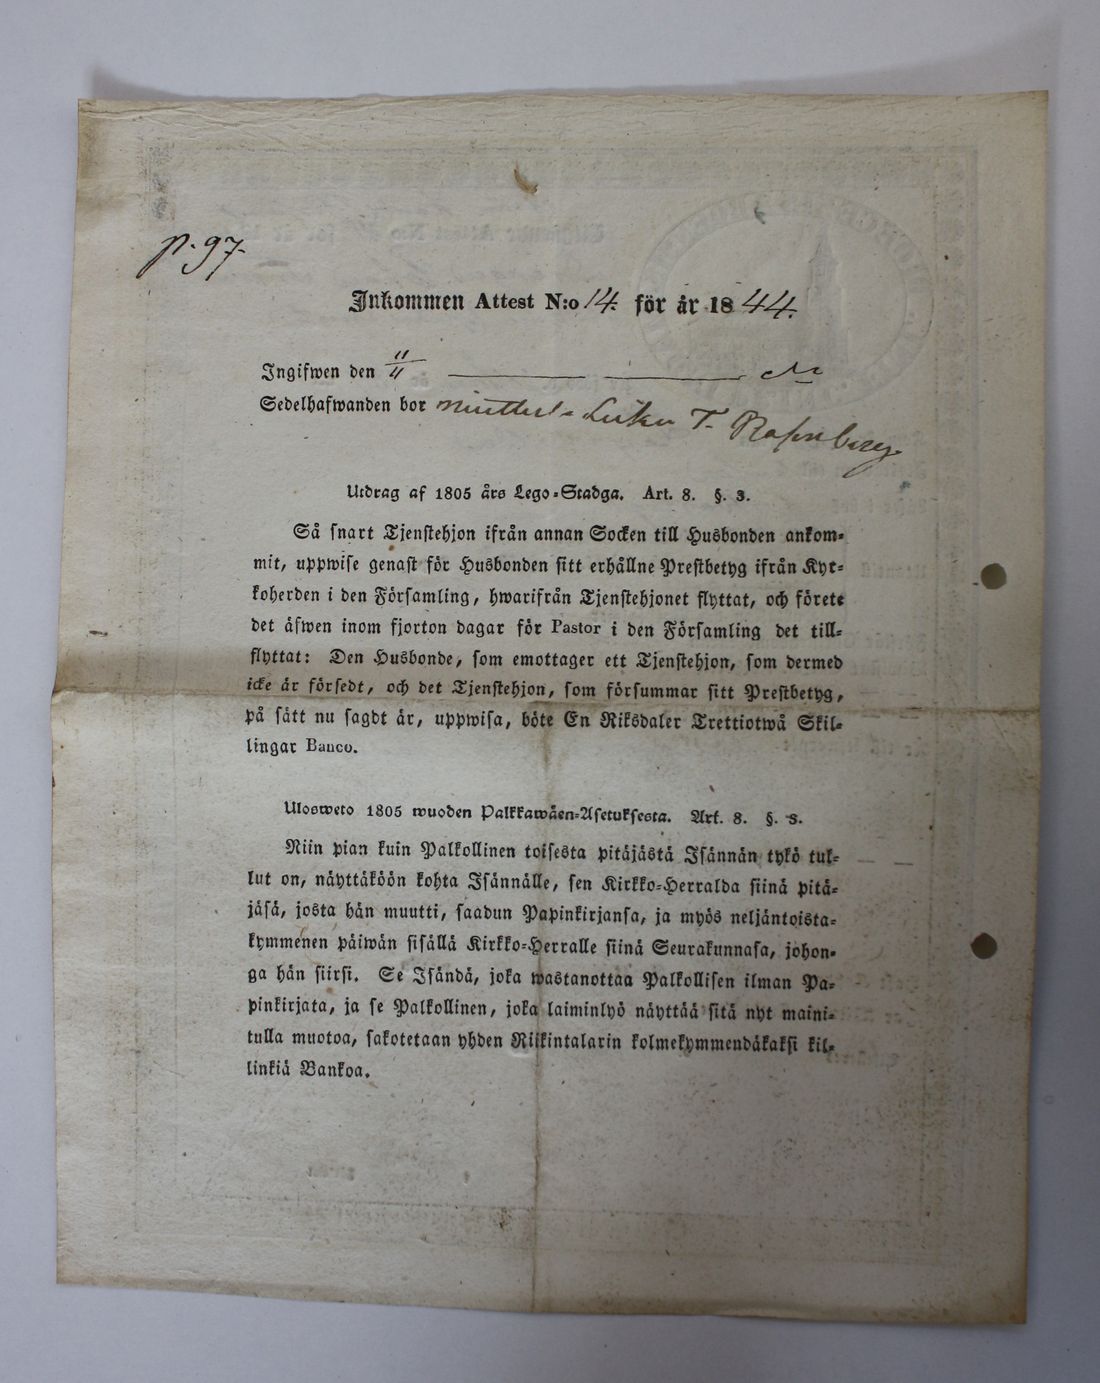 p. 97.
Inkommen Attest N:o 14. för år 1844.
Ingifwen den 11/11
Sedelhafwanden bor T. Rosenberg
Utdrag af 1805 års Lego-Stadga. Art. 8. §. 3.
Så snart Tjenstehjon ifrån annan Socken till Husbonden ankom-
mit, uppwise genast för Husbonden sitt erhållne Prestbetyg ifrån Kyr-
koherden i den Församling, hwarifrån Tjenstehjonet flyttat, och förete
det äfwen inom fjorton dagar för Pastor i den Församling det till-
flyttat: Den Husbonde, som emottager ett Tjenstehjon, som dermed
icke är försedt, och det Tjenstehjon, som försummar sitt Prestbetyg,
på sätt nu sagdt är, uppwisa, böte En Riksdaler Trettiotwå Skil-
lingar Banco.
Ulosweto 1805 wuoden Palkkawäen-Asetuksesta. Art. 8. §. 3.
Niin pian kuin Palkollinen toisesta pitäjästä Isännän tykö tul-
lut on, näyttäköön kohta Isännälle, sen Kirkko-Herralda siinä pitä-
jäsä, josta hän muutti, saadun Papinkirjansa, ja myös neljäntoista-
kymmenen päiwän sisällä Kirkko-Herralle siinä Seurakunnasa, johon-
ga hän siirsi. Se Isändä, joka wastanottaa Palkollisen ilman Pa-
pinkirjata, ja se Palkollinen, joka laiminlyö näyttää sitä nyt maini-
tulla muotoa, sakotetaan yhden Riikintalarin kolmekymmendäkaksi kil-
linkiä Bankoa.